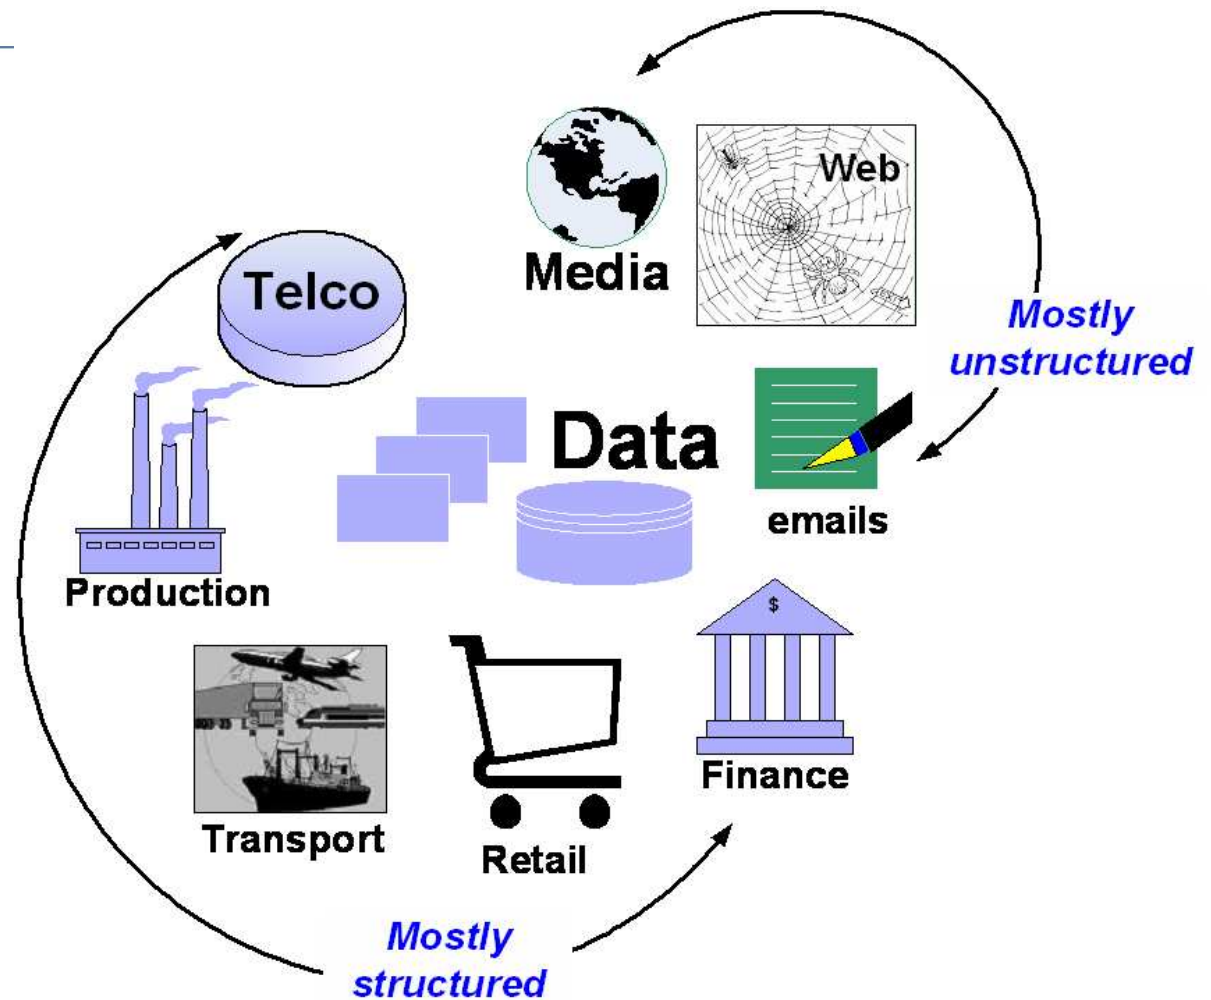 Web
Media
Telco
Mostly
unstructured
Data
emails
Production
$
Finance
Transport
Retail
Mostly
structured